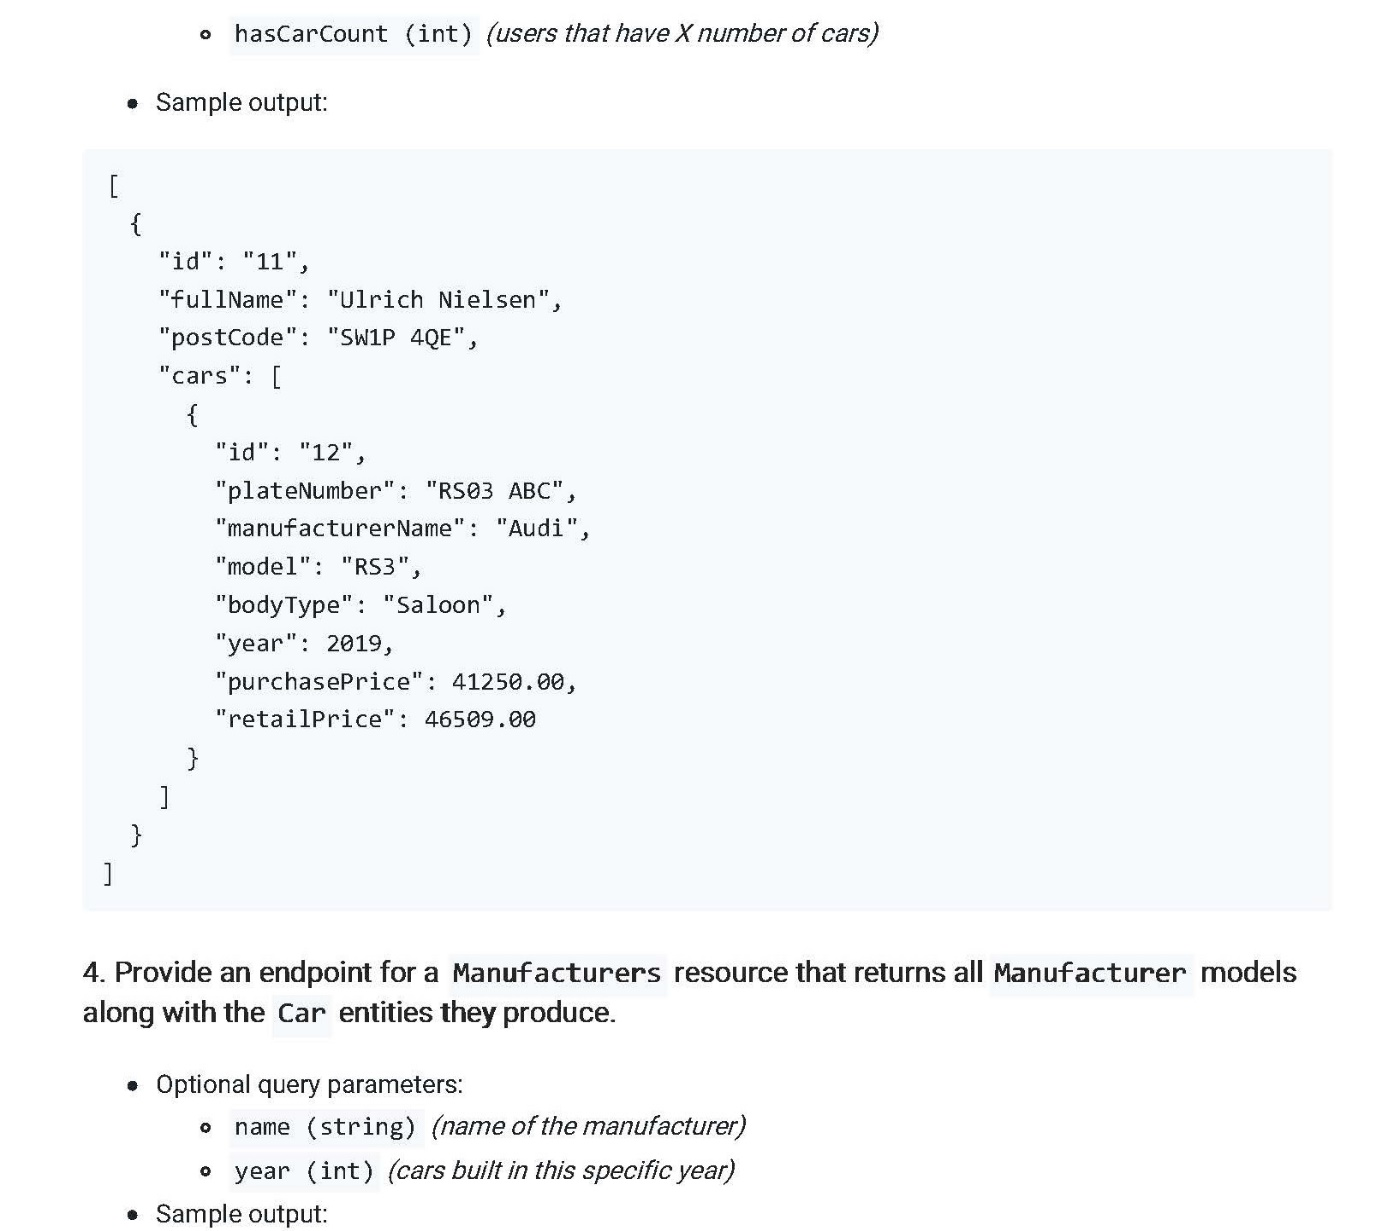 hasCarCount (int) (users that have X number of cars)
Sample output:
[
{
"id": "11",
"fullName": "Ulrich Nielsen",
"postCode": "SW1P 4QE",
"cars": [
{
"id": "12",
"plateNumber": "RS03 ABC",
"manufacturerName": "Audi",
"model": "RS3",
"bodyType": "Saloon",
"year": 2019,
"purchasePrice": 41250.00,
"retailPrice": 46509.00
}
]
}
]
4. Provide an endpoint for a Manufacturers resource that returns all Manufacturer models
along with the Car entities they produce.
Optional query parameters:
name (string) (name of the manufacturer)
year (int) (cars built in this specific year)
Sample output: